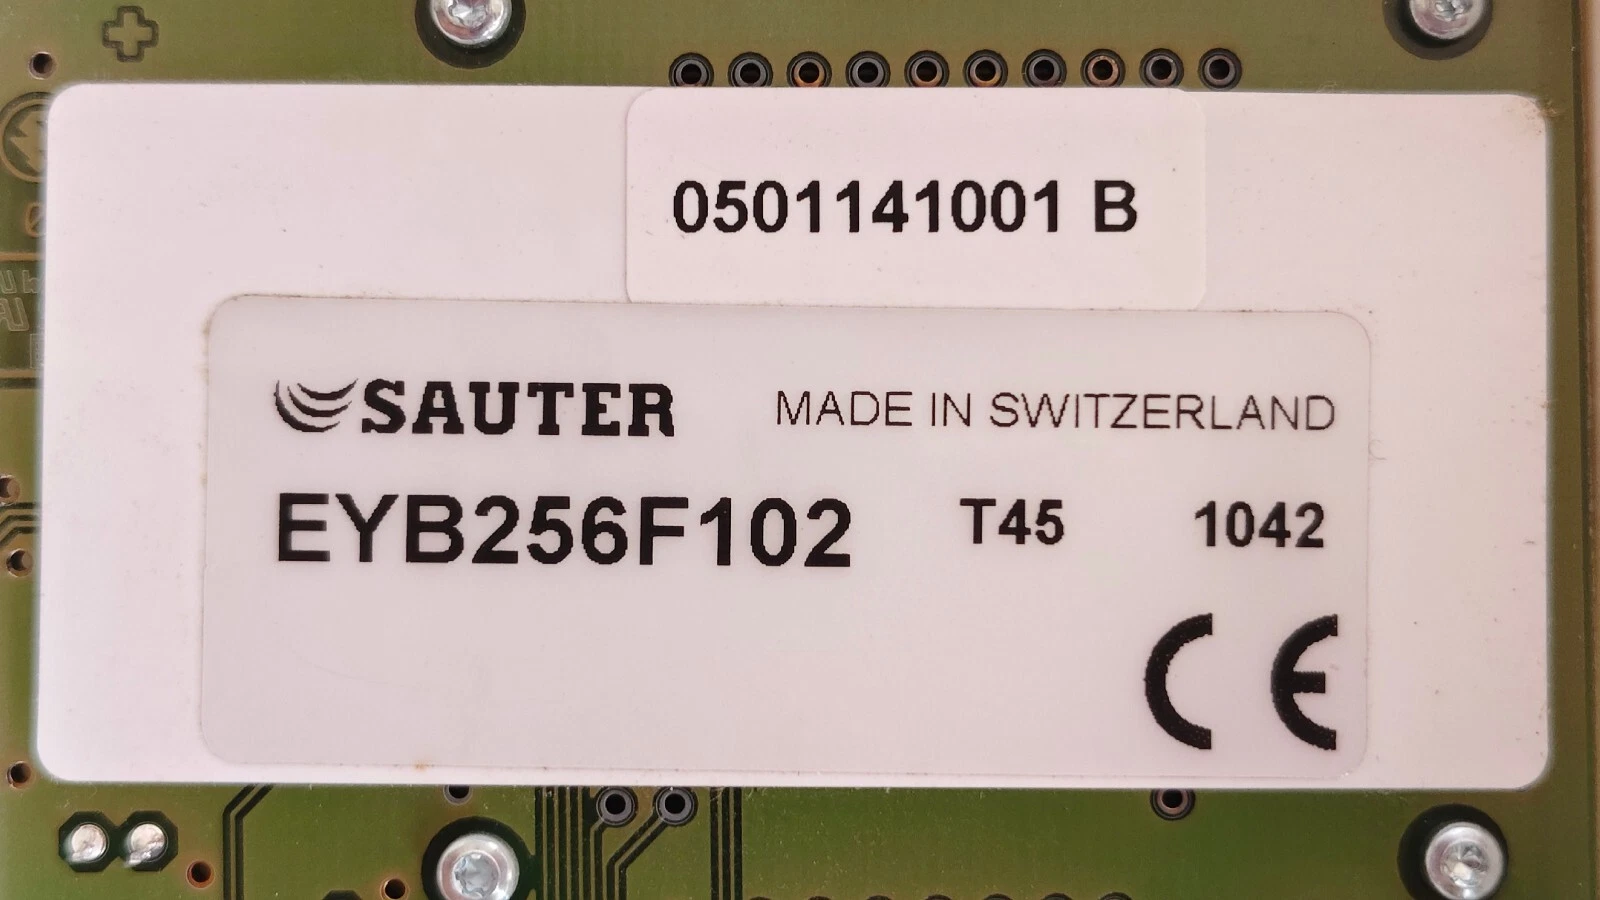 0501141001 B
SAUTER MADE IN SWITZERLAND
EYB256F102 T45 1042
CE